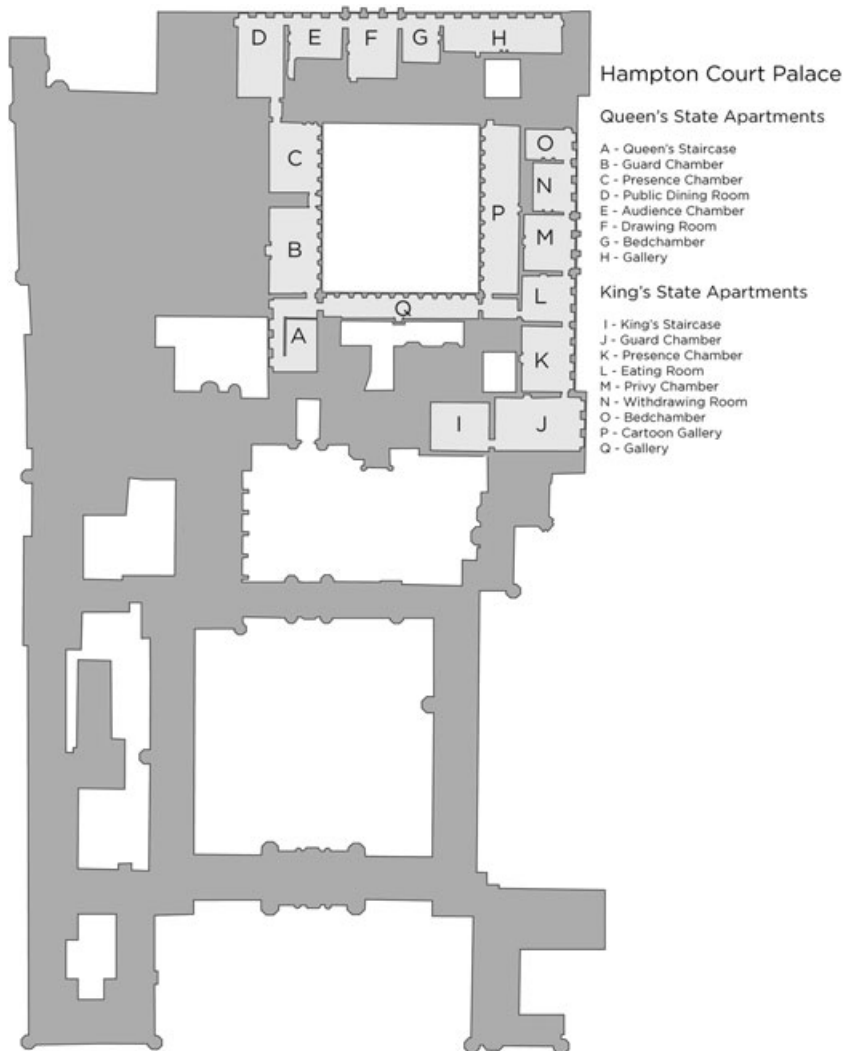 D E F G H
Hampton Court Palace
Queen's State Apartments
A - Queen's Staircase
B - Guard Chamber
C - Presence Chamber
D - Public Dining Room
E - Audience Chamber
F - Drawing Room
G - Bedchamber
H - Gallery
King's State Apartments
I - King's Staircase
J - Guard Chamber
K - Presence Chamber
L - Eating Room
M - Privy Chamber
N - Withdrawing Room
O - Bedchamber
P - Cartoon Gallery
Q - Gallery
O
C
N
P
M
B
L
Q
A
K
I
J